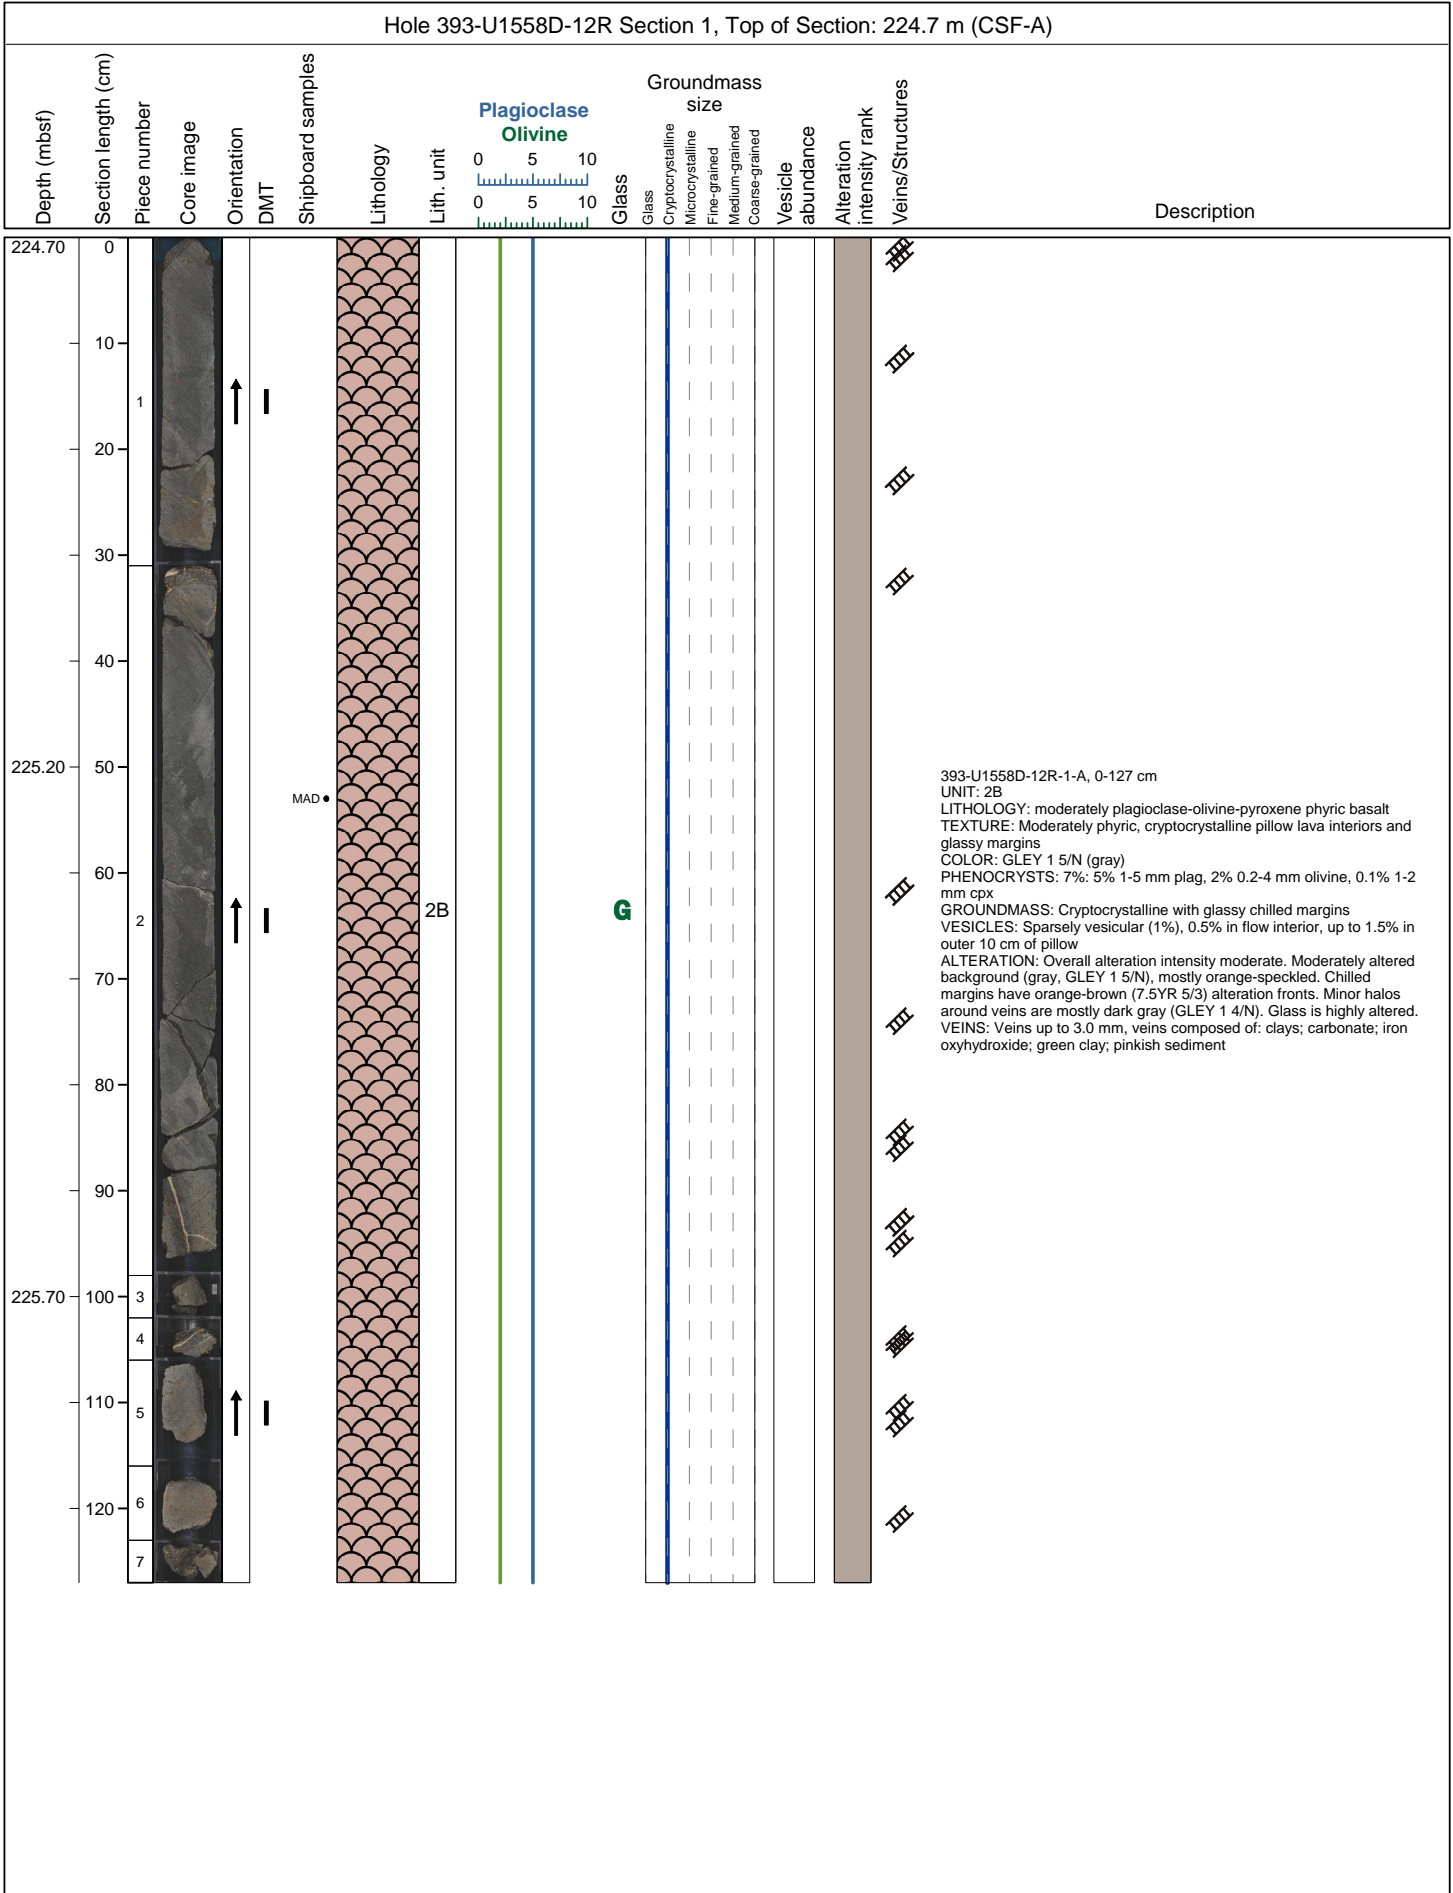 Hole 393-U1558D-12R Section 1, Top of Section: 224.7 m (CSF-A)
Depth (mbsf)
Section length (cm)
Piece number
Core image
Orientation
DMT
Shipboard samples
Lithology
Lith. unit
Plagioclase
Olivine
0 5 10
0 5 10
Glass
Groundmass
size
Glass
Cryptocrystalline
Microcrystalline
Fine-grained
Medium-grained
Coarse-grained
Vesicle
abundance
Alteration
intensity rank
Veins/Structures
Description
224.70
0
10
1
20
30
40
225.20
50
MAD
60
2
2B
G
70
80
90
225.70
100
3
4
110
5
6
120
7
393-U1558D-12R-1-A, 0-127 cm
UNIT: 2B
LITHOLOGY: moderately plagioclase-olivine-pyroxene phyric basalt
TEXTURE: Moderately phyric, cryptocrystalline pillow lava interiors and
glassy margins
COLOR: GLEY 1 5/N (gray)
PHENOCRYSTS: 7%: 5% 1-5 mm plag, 2% 0.2-4 mm olivine, 0.1% 1-2
mm cpx
GROUNDMASS: Cryptocrystalline with glassy chilled margins
VESICLES: Sparsely vesicular (1%), 0.5% in flow interior, up to 1.5% in
outer 10 cm of pillow
ALTERATION: Overall alteration intensity moderate. Moderately altered
background (gray, GLEY 1 5/N), mostly orange-speckled. Chilled
margins have orange-brown (7.5YR 5/3) alteration fronts. Minor halos
around veins are mostly dark gray (GLEY 1 4/N). Glass is highly altered.
VEINS: Veins up to 3.0 mm, veins composed of: clays; carbonate; iron
oxyhydroxide; green clay; pinkish sediment